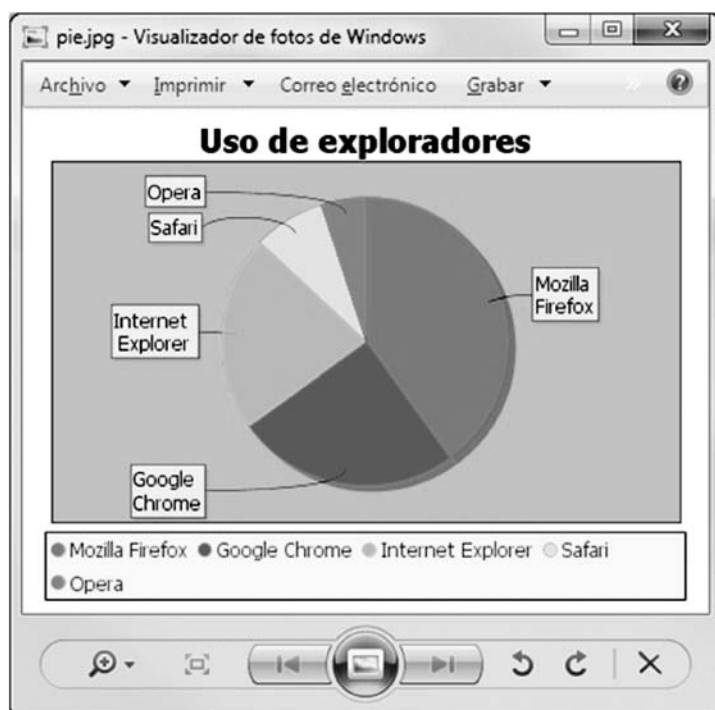 pie.jpg - Visualizador de fotos de Windows
Archivo Imprimir Correo electrónico Grabar
Uso de exploradores
Opera
Safari
Mozilla
Firefox
Internet
Explorer
Google
Chrome
Mozilla Firefox Google Chrome Internet Explorer Safari
Opera